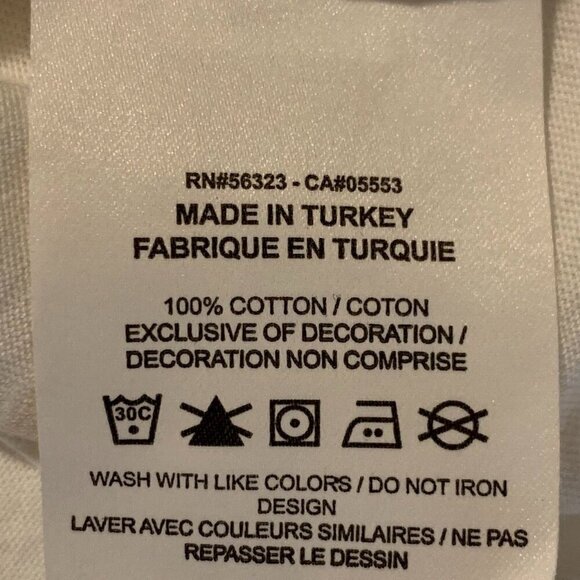 RN#56323 - CA#05553
MADE IN TURKEY
FABRIQUE EN TURQUIE
100% COTTON / COTON
EXCLUSIVE OF DECORATION /
DECORATION NON COMPRISE
30C
WASH WITH LIKE COLORS / DO NOT IRON
DESIGN
LAVER AVEC COULEURS SIMILAIRES / NE PAS
REPASSER LE DESSIN